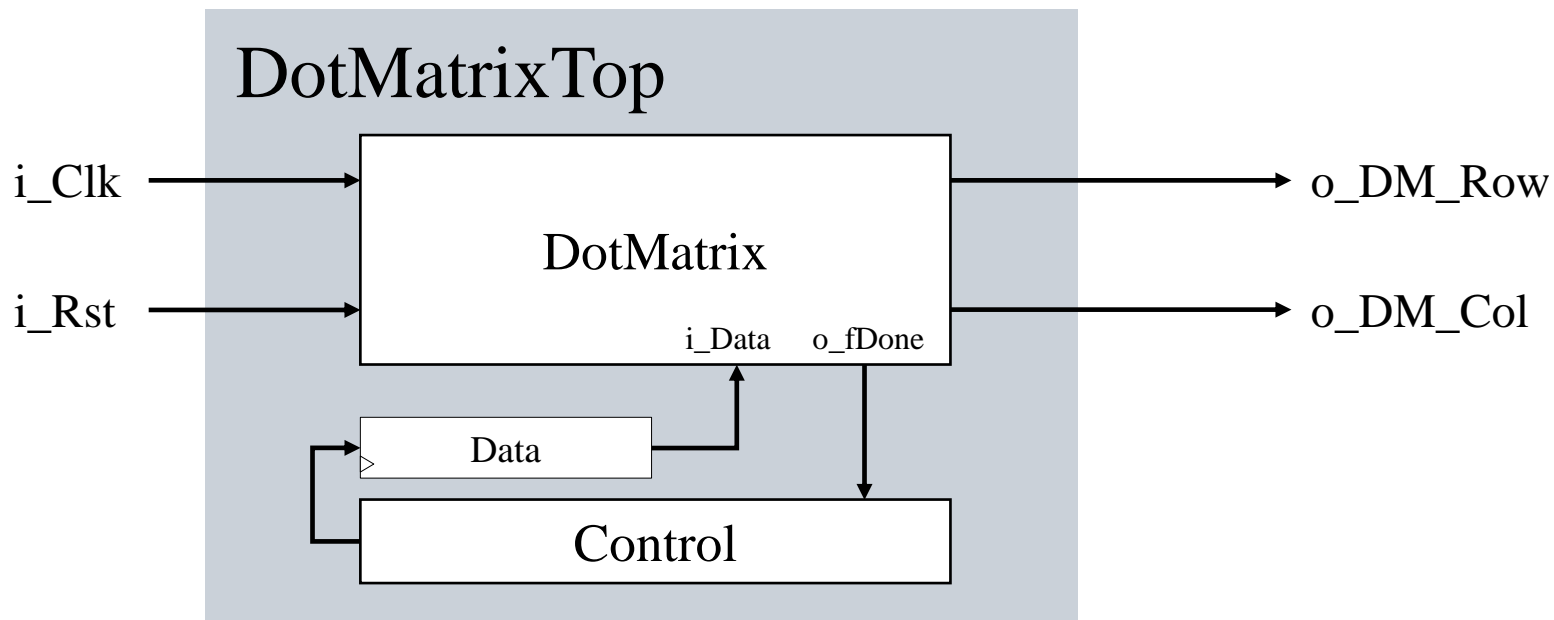 DotMatrixTop
i_Clk
o_DM_Row
DotMatrix
i_Rst
o_DM_Col
i_Data
o_fDone
Data
Control